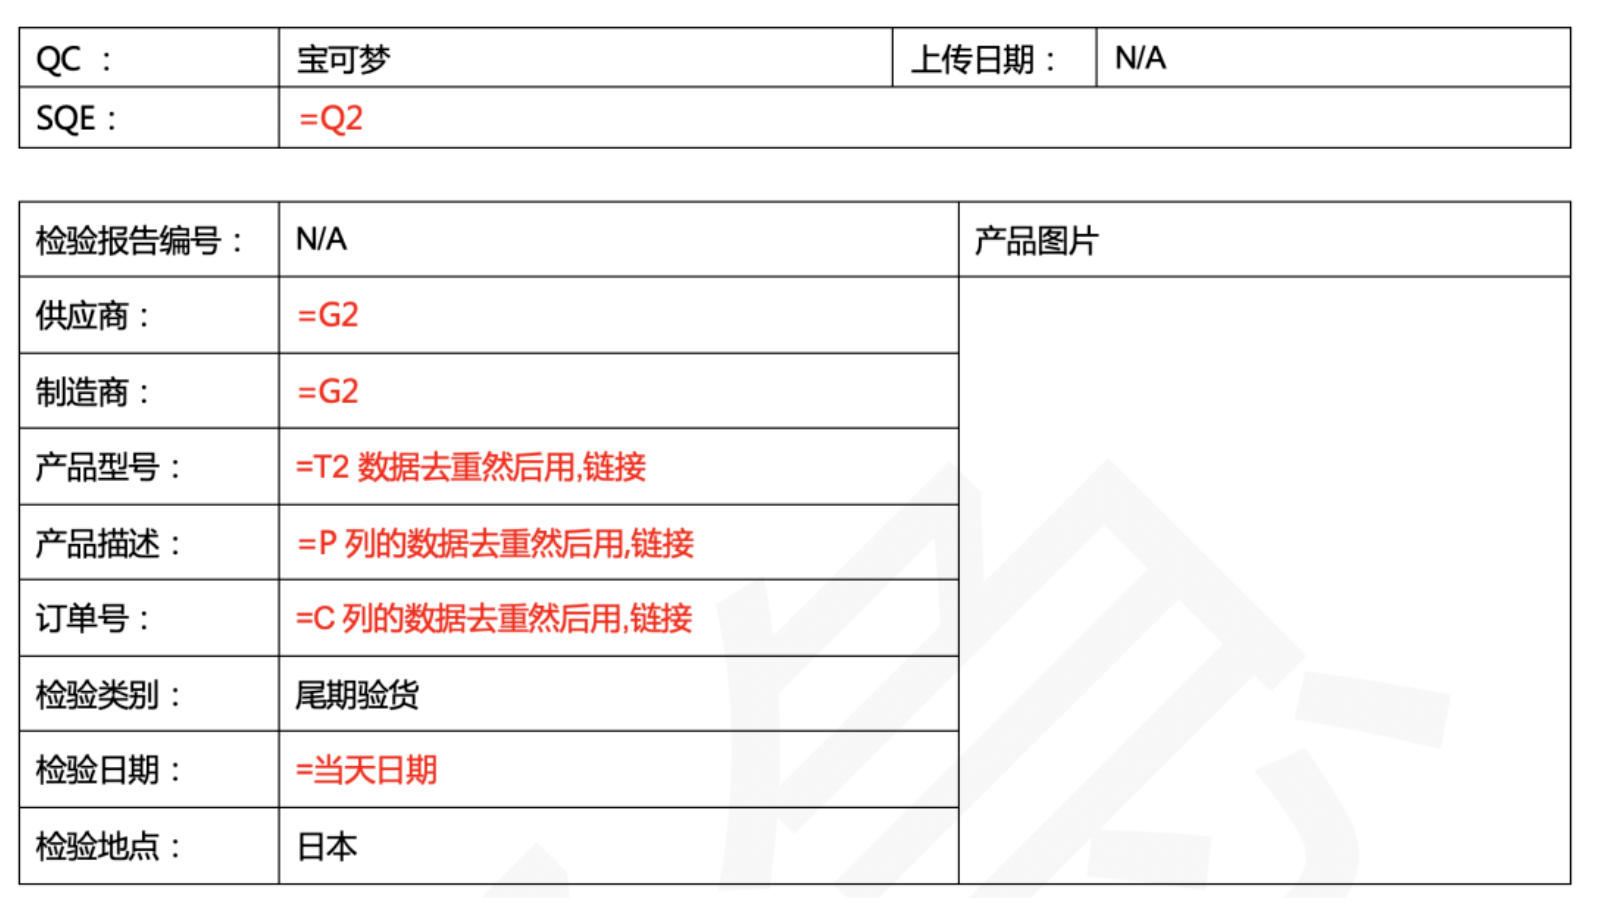 QC ： 宝可梦 上传日期： N/A
SQE： =Q2
检验报告编号： N/A 产品图片
供应商： =G2
制造商： =G2
产品型号： =T2 数据去重然后用,链接
产品描述： =P 列的数据去重然后用,链接
订单号： =C 列的数据去重然后用,链接
检验类别： 尾期验货
检验日期： =当天日期
检验地点： 日本